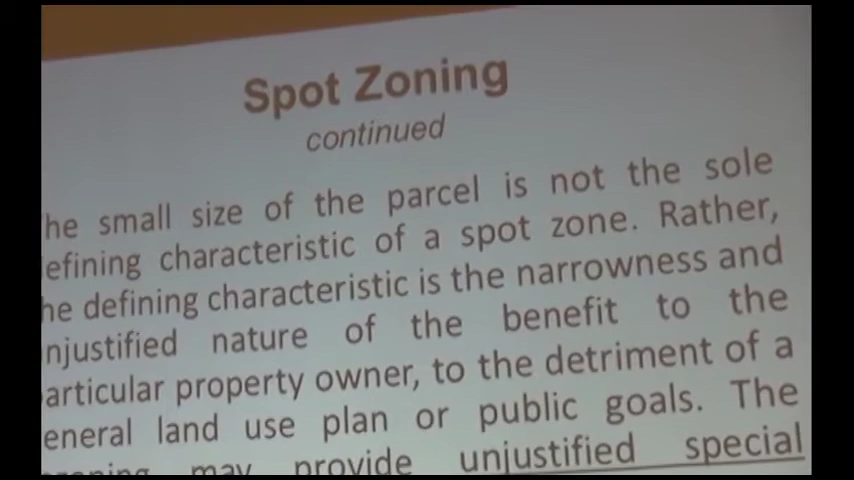 Spot Zoning
continued
he small size of the parcel is not the sole
efining characteristic of a spot zone. Rather,
he defining characteristic is the narrowness and
njustified nature of the benefit to the
articular property owner, to the detriment of a
eneral land use plan or public goals. The
may provide unjustified special